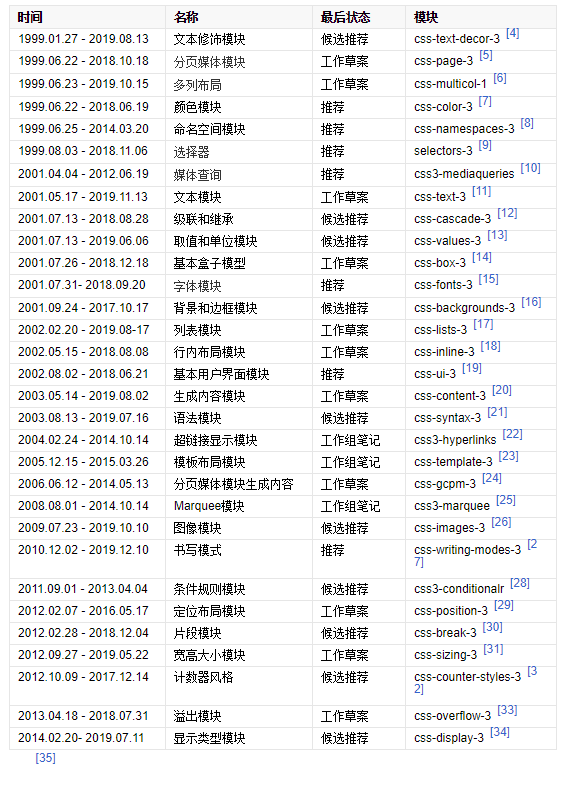 时间 名称 最后状态 模块
1999.01.27 - 2019.08.13 文本修饰模块 候选推荐 css-text-decor-3 [4]
1999.06.22 - 2018.10.18 分页媒体模块 工作草案 css-page-3 [5]
1999.06.23 - 2019.10.15 多列布局 工作草案 css-multicol-1 [6]
1999.06.22 - 2018.06.19 颜色模块 推荐 css-color-3 [7]
1999.06.25 - 2014.03.20 命名空间模块 推荐 css-namespaces-3 [8]
1999.08.03 - 2018.11.06 选择器 推荐 selectors-3 [9]
2001.04.04 - 2012.06.19 媒体查询 推荐 css3-mediaqueries [10]
2001.05.17 - 2019.11.13 文本模块 工作草案 css-text-3 [11]
2001.07.13 - 2018.08.28 级联和继承 候选推荐 css-cascade-3 [12]
2001.07.13 - 2019.06.06 取值和单位模块 候选推荐 css-values-3 [13]
2001.07.26 - 2018.12.18 基本盒子模型 工作草案 css-box-3 [14]
2001.07.31- 2018.09.20 字体模块 推荐 css-fonts-3 [15]
2001.09.24 - 2017.10.17 背景和边框模块 候选推荐 css-backgrounds-3 [16]
2002.02.20 - 2019.08-17 列表模块 工作草案 css-lists-3 [17]
2002.05.15 - 2018.08.08 行内布局模块 工作草案 css-inline-3 [18]
2002.08.02 - 2018.06.21 基本用户界面模块 推荐 css-ui-3 [19]
2003.05.14 - 2019.08.02 生成内容模块 工作草案 css-content-3 [20]
2003.08.13 - 2019.07.16 语法模块 候选推荐 css-syntax-3 [21]
2004.02.24 - 2014.10.14 超链接显示模块 工作组笔记 css3-hyperlinks [22]
2005.12.15 - 2015.03.26 模板布局模块 工作组笔记 css-template-3 [23]
2006.06.12 - 2014.05.13 分页媒体模块生成内容 工作草案 css-gcpm-3 [24]
2008.08.01 - 2014.10.14 Marquee模块 工作组笔记 css3-marquee [25]
2009.07.23 - 2019.10.10 图像模块 候选推荐 css-images-3 [26]
2010.12.02 - 2019.12.10 书写模式 推荐 css-writing-modes-3 [2
7]
2011.09.01 - 2013.04.04 条件规则模块 候选推荐 css3-conditionalr [28]
2012.02.07 - 2016.05.17 定位布局模块 工作草案 css-position-3 [29]
2012.02.28 - 2018.12.04 片段模块 候选推荐 css-break-3 [30]
2012.09.27 - 2019.05.22 宽高大小模块 工作草案 css-sizing-3 [31]
2012.10.09 - 2017.12.14 计数器风格 候选推荐 css-counter-styles-3 [3
2]
2013.04.18 - 2018.07.31 溢出模块 工作草案 css-overflow-3 [33]
2014.02.20- 2019.07.11 显示类型模块 候选推荐 css-display-3 [34]
[35]